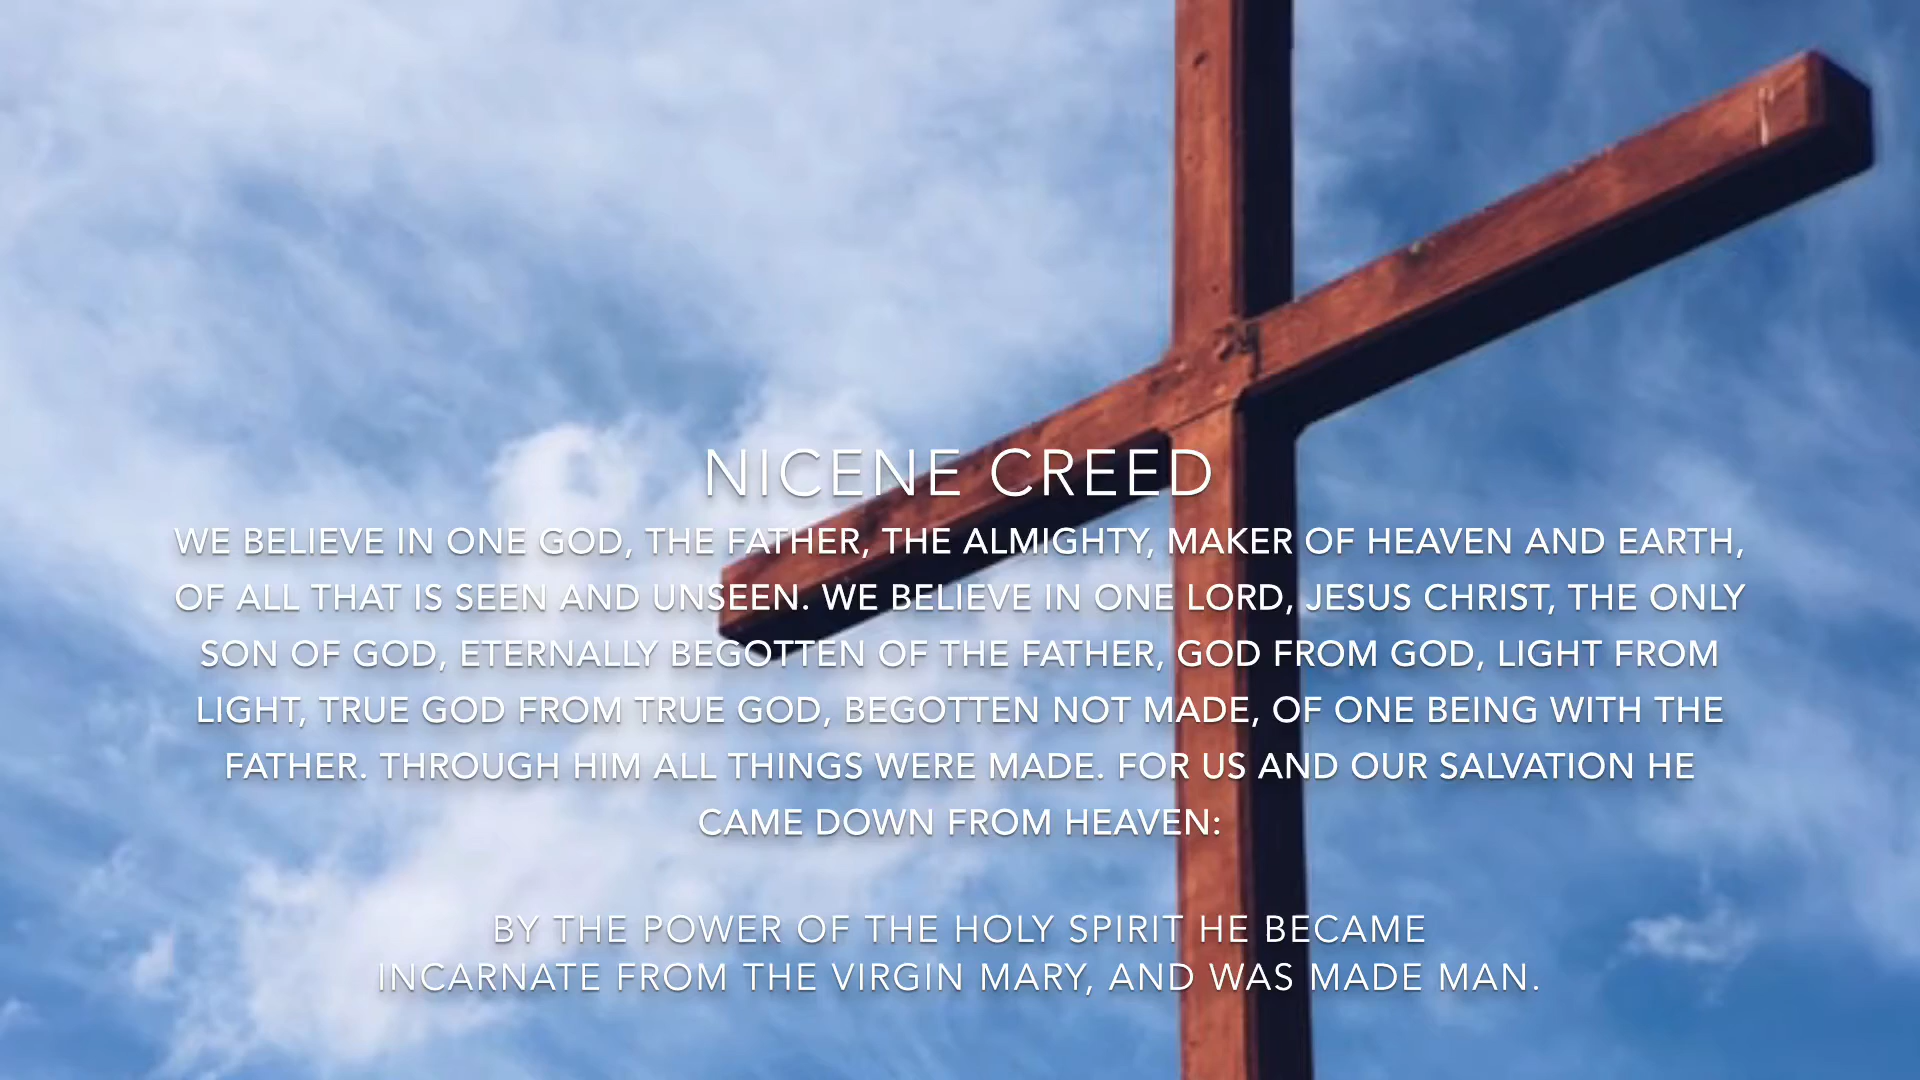 NICENE CREED
WE BELIEVE IN ONE GOD, THE FATHER, THE ALMIGHTY, MAKER OF HEAVEN AND EARTH,
OF ALL THAT IS SEEN AND UNSEEN. WE BELIEVE IN ONE LORD, JESUS CHRIST, THE ONLY
SON OF GOD, ETERNALLY BEGOTTEN OF THE FATHER, GOD FROM GOD, LIGHT FROM
LIGHT, TRUE GOD FROM TRUE GOD, BEGOTTEN NOT MADE, OF ONE BEING WITH THE
FATHER. THROUGH HIM ALL THINGS WERE MADE. FOR US AND OUR SALVATION HE
CAME DOWN FROM HEAVEN:
BY THE POWER OF THE HOLY SPIRIT HE BECAME
INCARNATE FROM THE VIRGIN MARY, AND WAS MADE MAN.